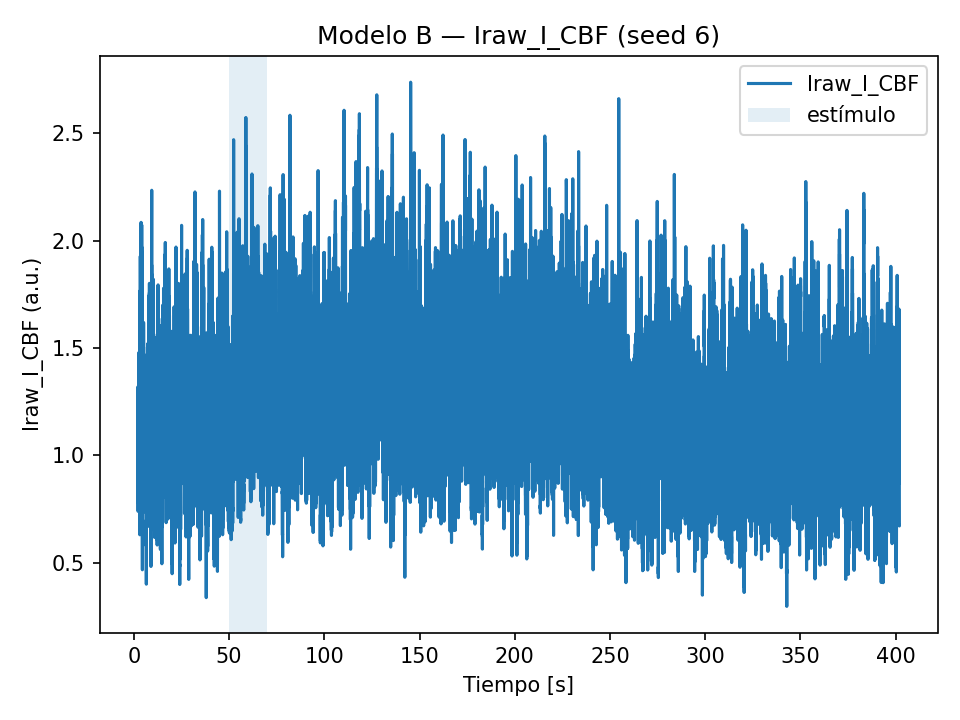 Modelo B — Iraw_I_CBF (seed 6)
Iraw_I_CBF
estímulo
2.5
2.0
1.5
1.0
0.5
Iraw_I_CBF (a.u.)
0 50 100 150 200 250 300 350 400
Tiempo [s]